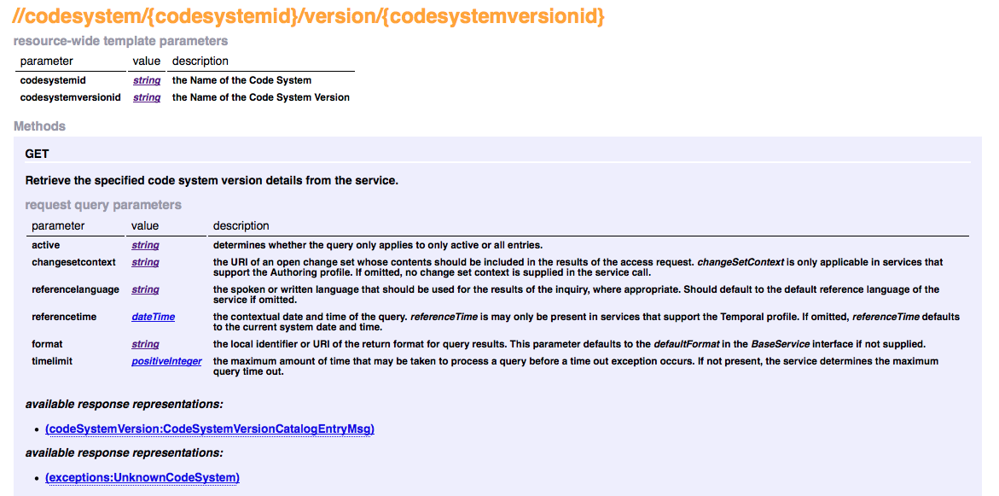 //codesystem/{codesystemid}/version/{codesystemversionid}
resource-wide template parameters
parameter value description
codesystemid string the Name of the Code System
codesystemversionid string the Name of the Code System Version
Methods
GET
Retrieve the specified code system version details from the service.
request query parameters
parameter value description
active string determines whether the query only applies to only active or all entries.
changesetcontext string the URI of an open change set whose contents should be included in the results of the access request. changeSetContext is only applicable in services that
support the Authoring profile. If omitted, no change set context is supplied in the service call.
referencelanguage string the spoken or written language that should be used for the results of the inquiry, where appropriate. Should default to the default reference language of the
service if omitted.
referencetime dateTime the contextual date and time of the query. referenceTime is may only be present in services that support the Temporal profile. If omitted, referenceTime defaults
to the current system date and time.
format string the local identifier or URI of the return format for query results. This parameter defaults to the defaultFormat in the BaseService interface if not supplied.
timelimit positiveInteger the maximum amount of time that may be taken to process a query before a time out exception occurs. If not present, the service determines the maximum
query time out.
available response representations:
• (codeSystemVersion:CodeSystemVersionCatalogEntryMsg)
available response representations:
• (exceptions:UnknownCodeSystem)